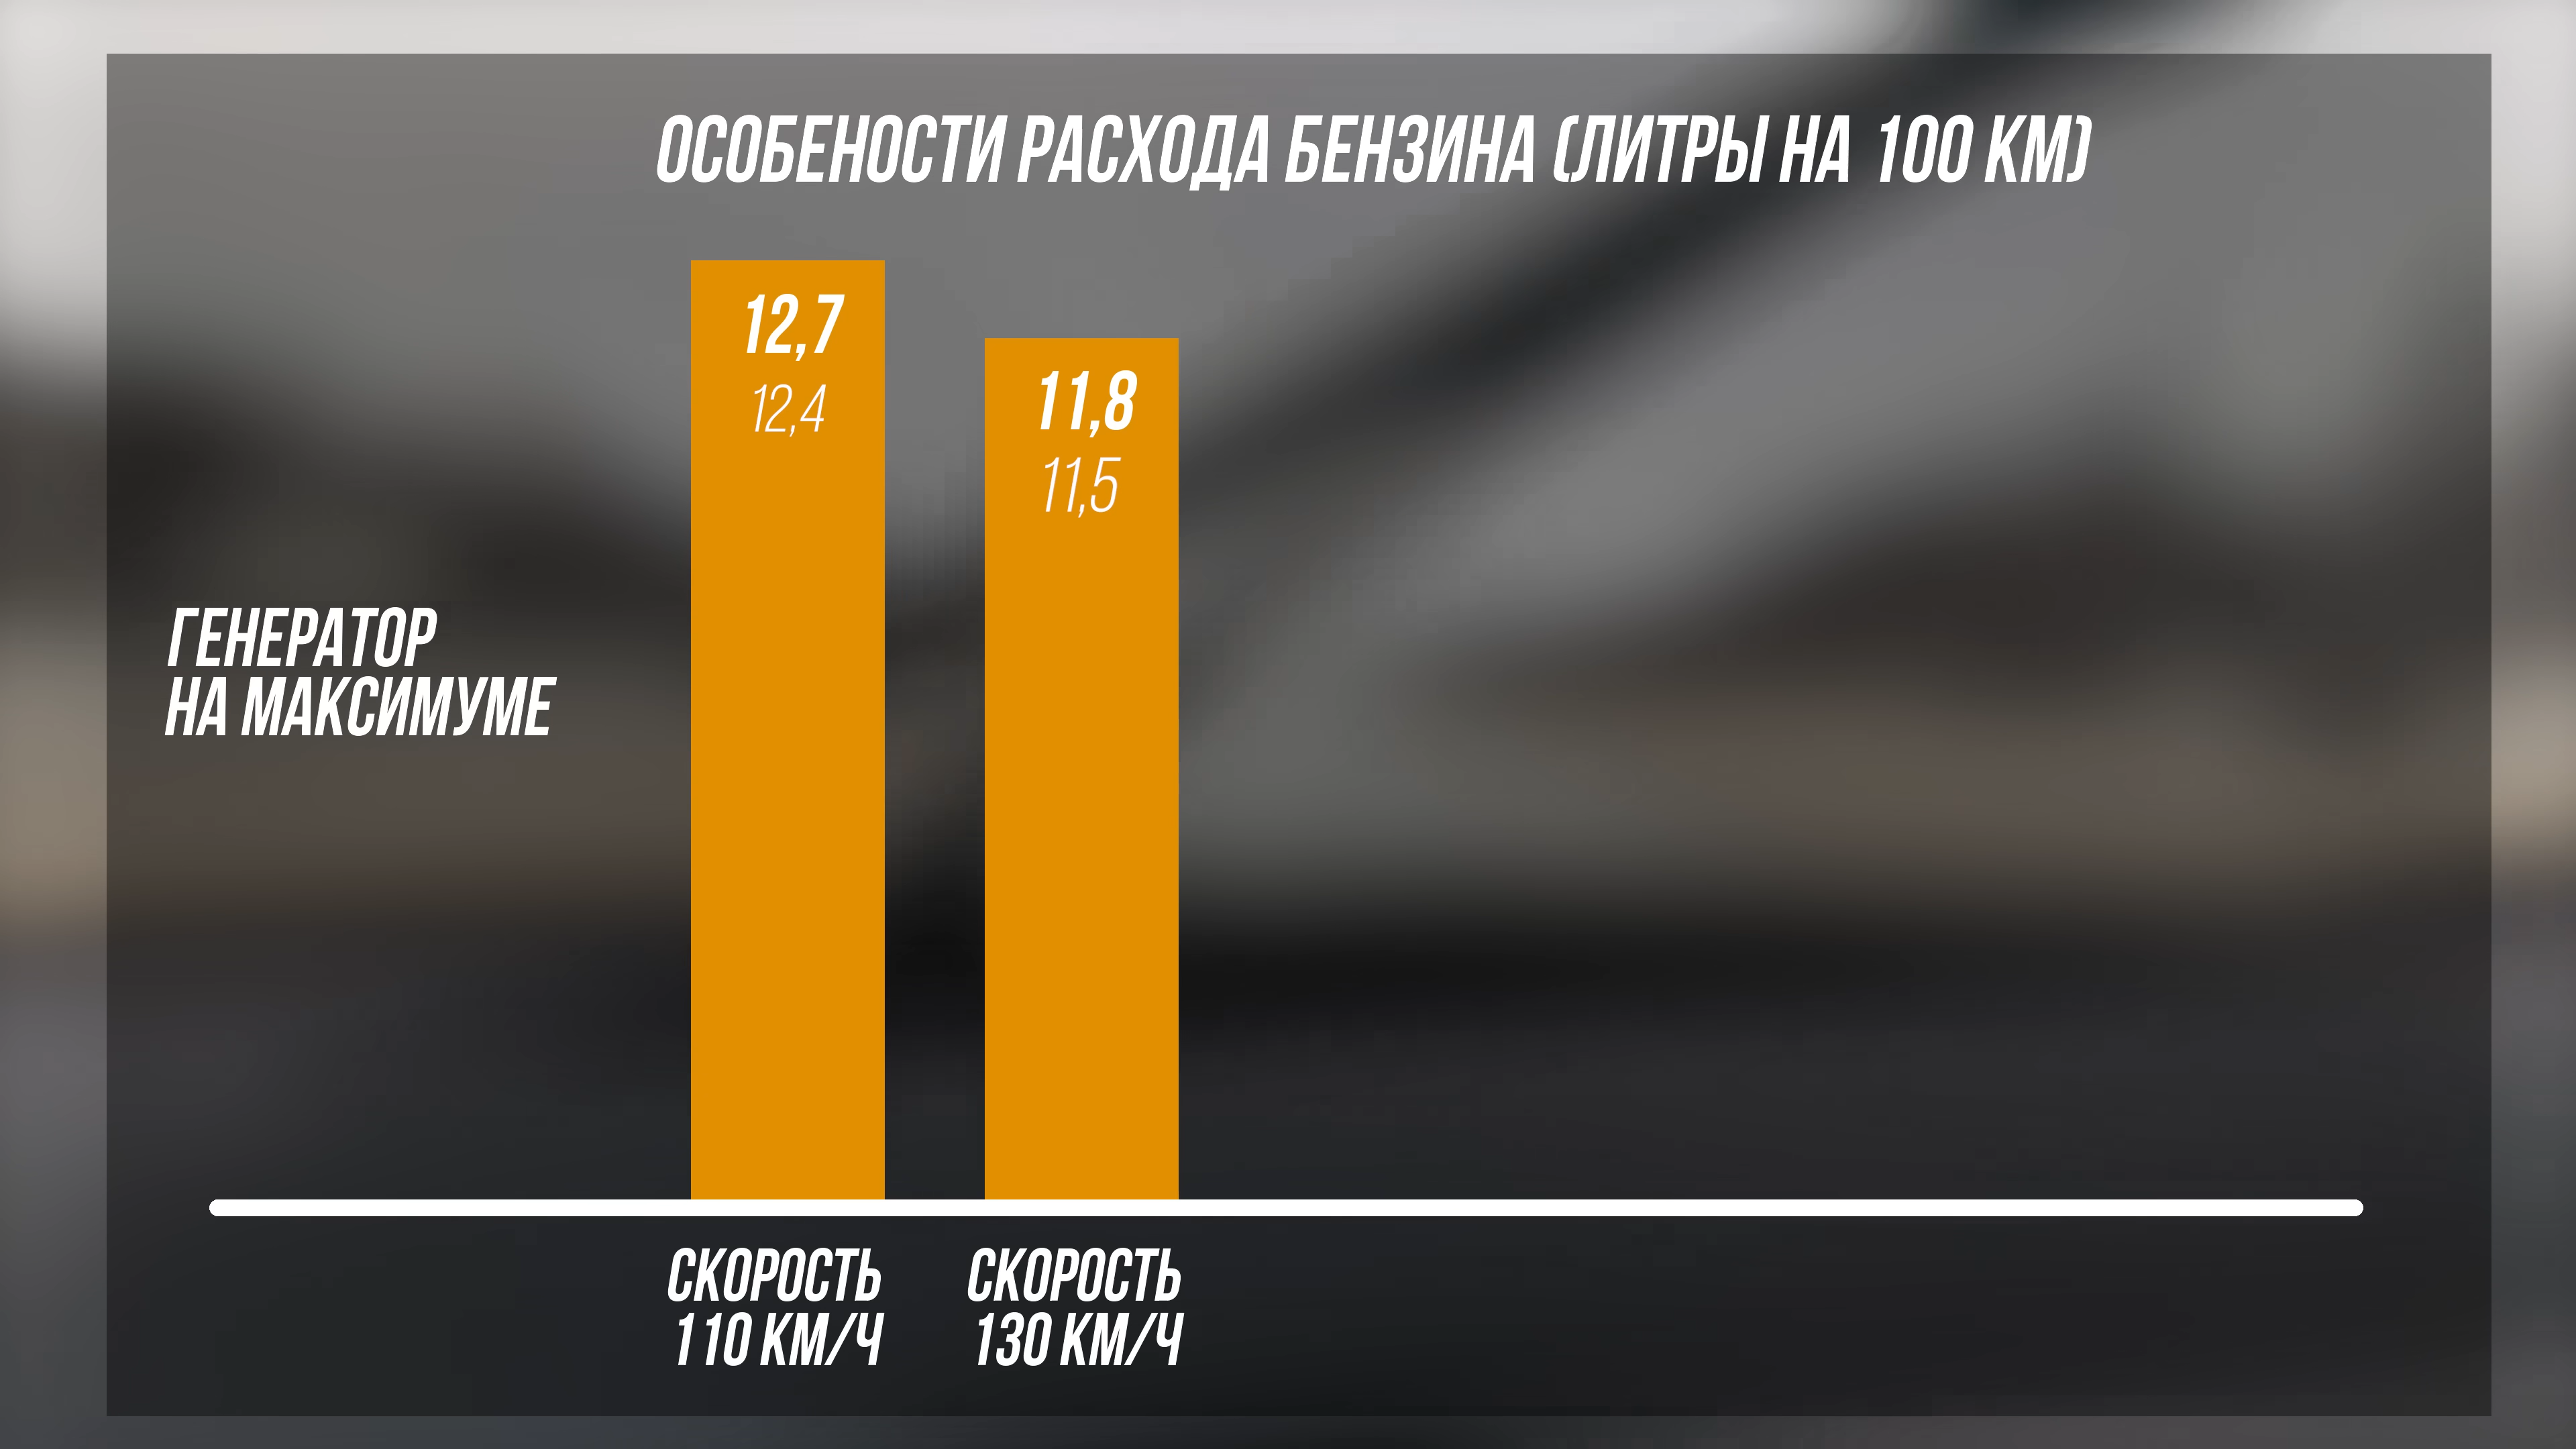 ОСОБЕНОСТИ РАСХОДА БЕНЗИНА (ЛИТРЫ НА 100 КМ)
12,7
12,4
11,8
11,5
ГЕНЕРАТОР
НА МАКСИМУМЕ
СКОРОСТЬ
110 КМ/Ч
СКОРОСТЬ
130 КМ/Ч